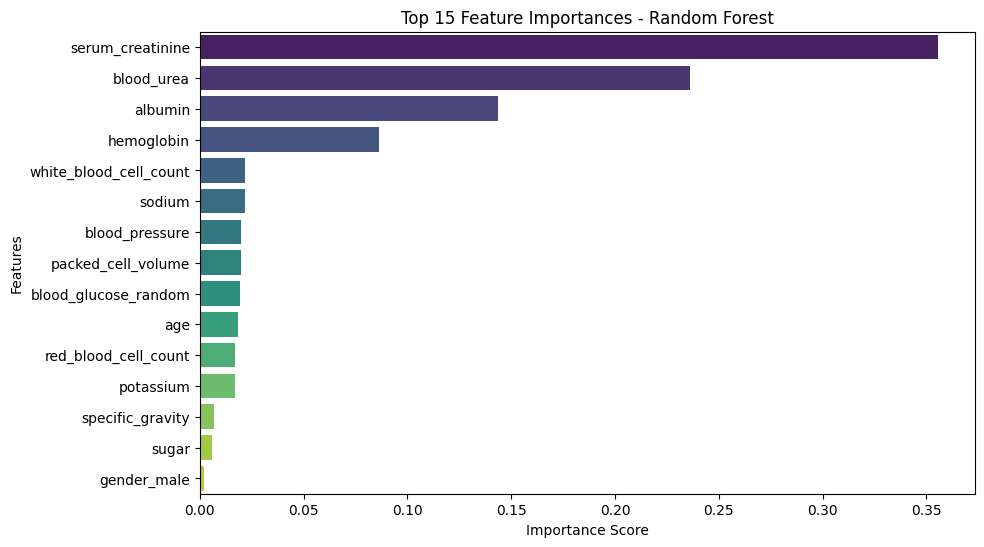 Top 15 Feature Importances - Random Forest
Features
serum_creatinine
blood_urea
albumin
hemoglobin
white_blood_cell_count
sodium
blood_pressure
packed_cell_volume
blood_glucose_random
age
red_blood_cell_count
potassium
specific_gravity
sugar
gender_male
0.00 0.05 0.10 0.15 0.20 0.25 0.30 0.35
Importance Score